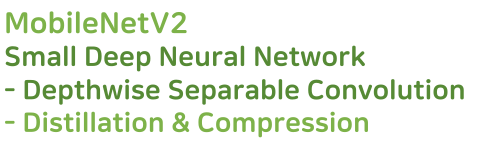 MobileNetV2
Small Deep Neural Network
- Depthwise Separable Convolution
- Distillation & Compression